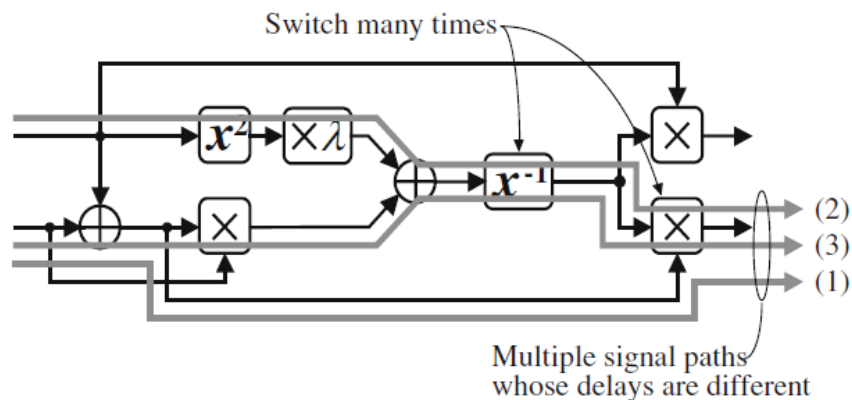 Switch many times
x²
×λ
×
x⁻¹
(2)
×
×
(3)
(1)
Multiple signal paths
whose delays are different